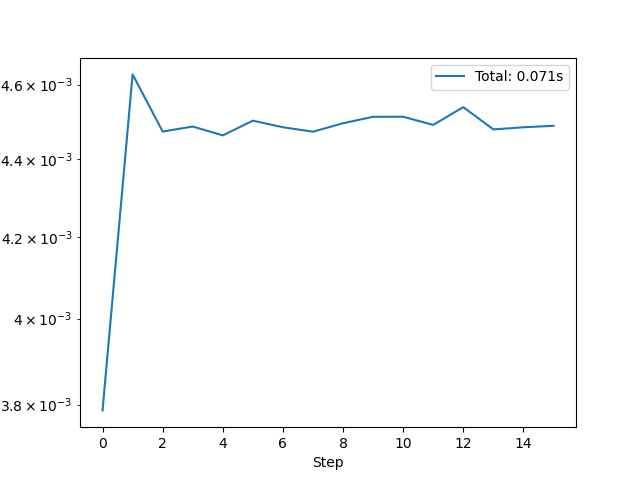 Total: 0.071s
4.6 × 10⁻³
4.4 × 10⁻³
4.2 × 10⁻³
4 × 10⁻³
3.8 × 10⁻³
0 2 4 6 8 10 12 14
Step